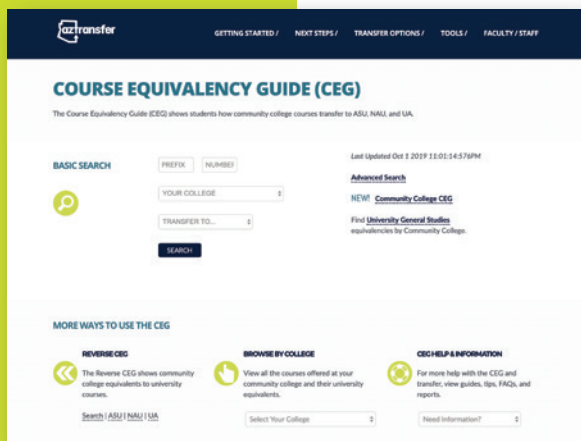 aztransfer
GETTING STARTED /
NEXT STEPS /
TRANSFER OPTIONS /
TOOLS /
FACULTY / STAFF
COURSE EQUIVALENCY GUIDE (CEG)
The Course Equivalency Guide (CEG) shows students how community college courses transfer to ASU, NAU, and UA.
BASIC SEARCH
PREFIX
NUMBER
YOUR COLLEGE
TRANSFER TO...
SEARCH
Last Updated Oct 1 2019 11:01:14:576PM
Advanced Search
NEW! Community College CEG
Find University General Studies
equivalencies by Community College.
MORE WAYS TO USE THE CEG
REVERSE CEG
The Reverse CEG shows community
college equivalents to university
courses.
Search | ASU | NAU | UA
BROWSE BY COLLEGE
View all the courses offered at your
community college and their university
equivalents.
Select Your College
CEG HELP & INFORMATION
For more help with the CEG and
transfer, view guides, tips, FAQs, and
reports.
Need Information?